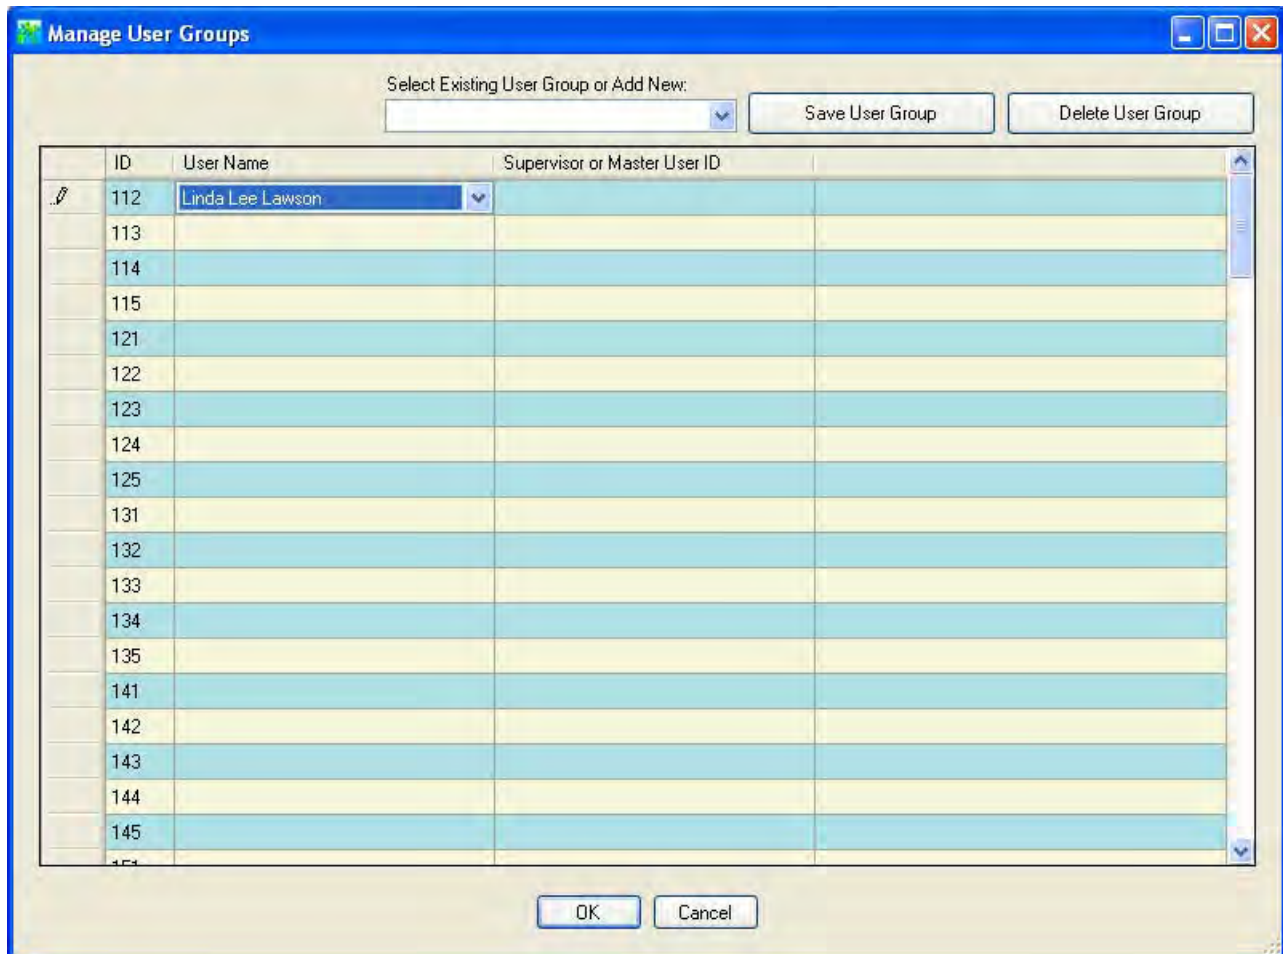 Manage User Groups
Select Existing User Group or Add New:
Save User Group
Delete User Group
ID User Name Supervisor or Master User ID
112 Linda Lee Lawson
113
114
115
121
122
123
124
125
131
132
133
134
135
141
142
143
144
145
OK Cancel